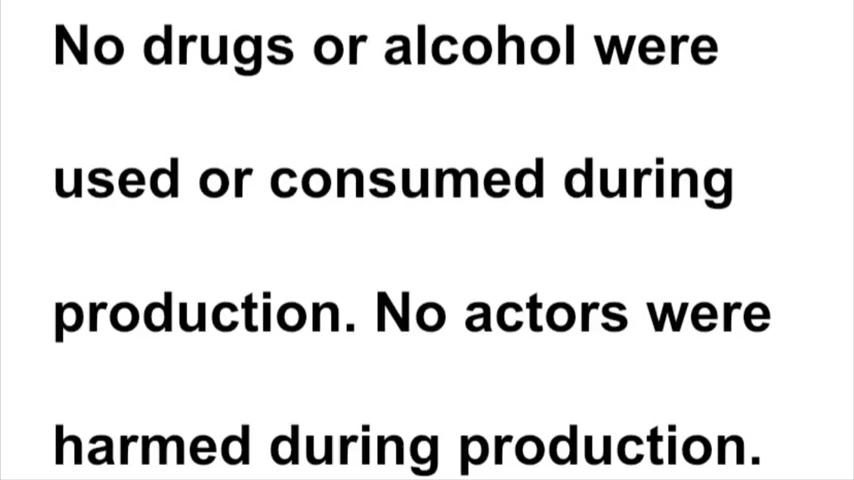 No drugs or alcohol were
used or consumed during
production. No actors were
harmed during production.